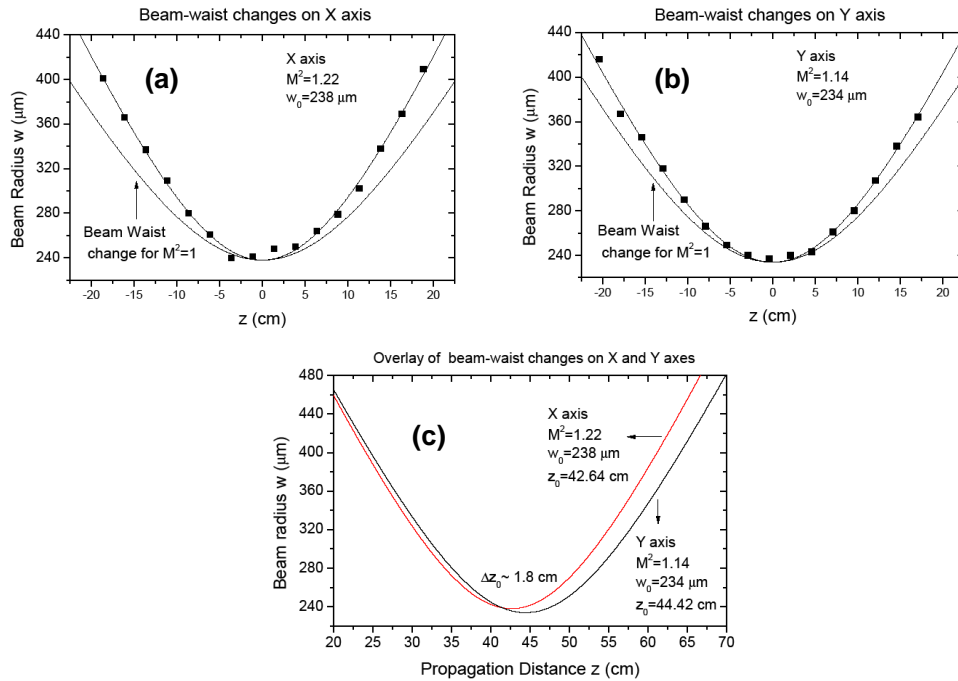 Beam-waist changes on X axis
440
400
360
320
280
240
Beam Radius w (μm)
(a)
X axis
M²=1.22
w₀=238 μm
Beam Waist
change for M²=1
-20 -15 -10 -5 0 5 10 15 20
z (cm)
Beam-waist changes on Y axis
440
400
360
320
280
240
Beam Radius w (μm)
(b)
Y axis
M²=1.14
w₀=234 μm
Beam Waist
change for M²=1
-20 -15 -10 -5 0 5 10 15 20
z (cm)
Overlay of beam-waist changes on X and Y axes
480
440
400
360
320
280
240
Beam radius w (μm)
(c)
X axis
M²=1.22
w₀=238 μm
z₀=42.64 cm
Δz₀~ 1.8 cm
Y axis
M²=1.14
w₀=234 μm
z₀=44.42 cm
20 25 30 35 40 45 50 55 60 65 70
Propagation Distance z (cm)